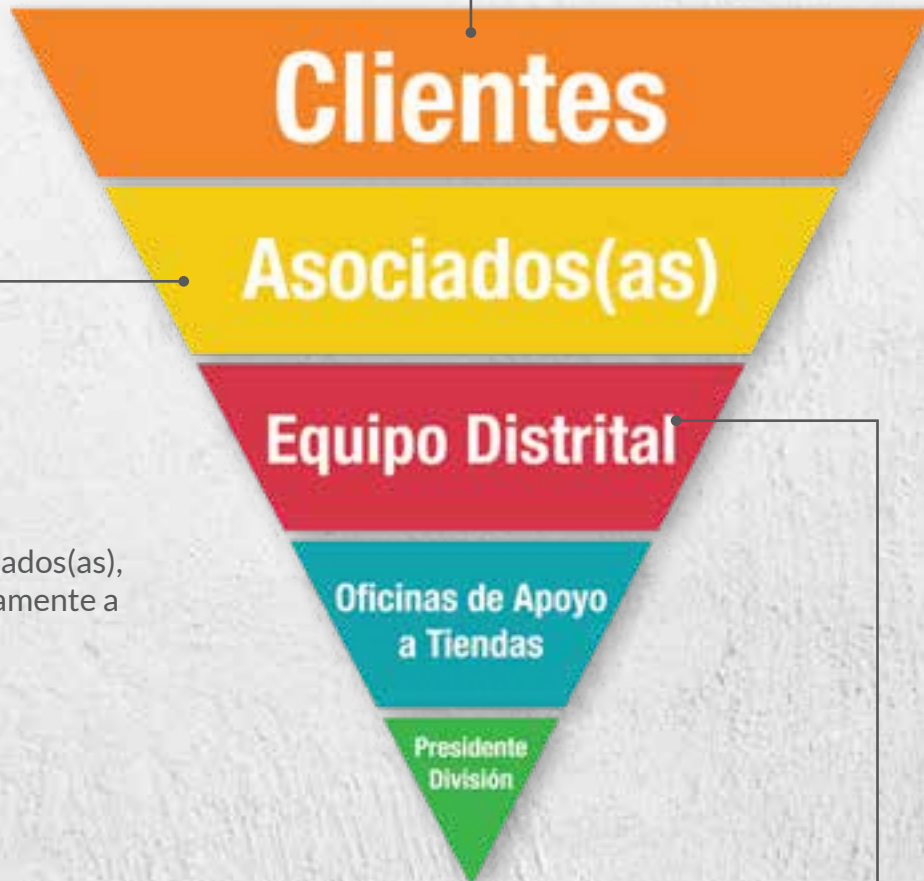 Clientes
Asociados(as)
Equipo Distrital
ados(as),
amente a
Oficinas de Apoyo
a Tiendas
Presidente
División